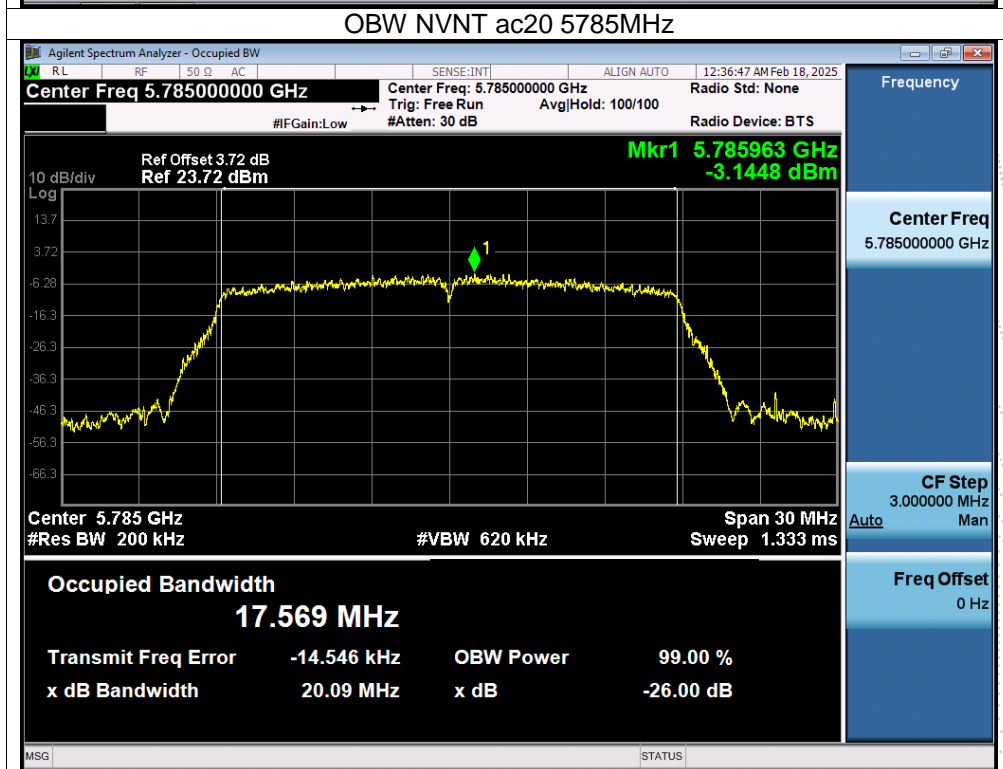 OBW NVNT ac20 5785MHz
Agilent Spectrum Analyzer - Occupied BW
LXI RL RF 50 Ω AC SENSE:INT ALIGN AUTO 12:36:47 AM Feb 18, 2025
Center Freq 5.785000000 GHz
Center Freq: 5.785000000 GHz Radio Std: None
Trig: Free Run Avg|Hold: 100/100
#IFGain:Low #Atten: 30 dB Radio Device: BTS
Mkr1 5.785963 GHz
-3.1448 dBm
Ref Offset 3.72 dB
10 dB/div Ref 23.72 dBm
Log
13.7
3.72
1
-6.28
-16.3
-26.3
-36.3
-46.3
-56.3
-66.3
Center 5.785 GHz Span 30 MHz
#Res BW 200 kHz #VBW 620 kHz Sweep 1.333 ms
Occupied Bandwidth
17.569 MHz
Transmit Freq Error -14.546 kHz OBW Power 99.00 %
x dB Bandwidth 20.09 MHz x dB -26.00 dB
Frequency
Center Freq
5.785000000 GHz
CF Step
3.000000 MHz
Auto Man
Freq Offset
0 Hz
MSG STATUS